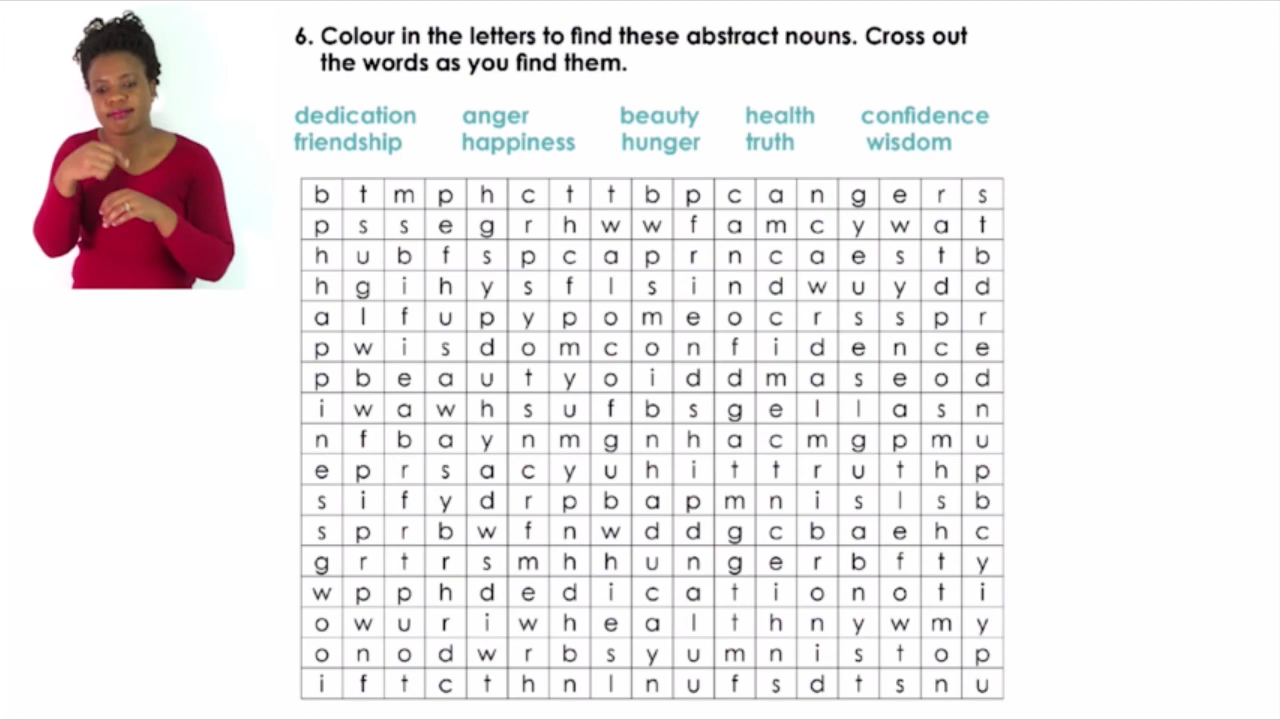 6. Colour in the letters to find these abstract nouns. Cross out
the words as you find them.
dedication anger beauty health confidence
friendship happiness hunger truth wisdom
b t m p h c t t b p c a n g e r s
p s s e g r h w w f a m c y w a t
h u b f s p c a p r n c a e s t b
h g i h y s f l s i n d w u y d d
a l f u p y p o m e o c r s s p r
p w i s d o m c o n f i d e n c e
p b e a u t y o i d d m a s e o d
i w a w h s u f b s g e l l a s n
n f b a y n m g n h a c m g p m u
e p r s a c y u h i t t r u t h p
s i f y d r p b a p m n i s l s b
s p r b w f n w d d g c b a e h c
g r t r s m h h u n g e r b f t y
w p p h d e d i c a t i o n o t i
o w u r i w h e a l t h n y w m y
o n o d w r b s y u m n i s t o p
i f t c t h n l n u f s d t s n u